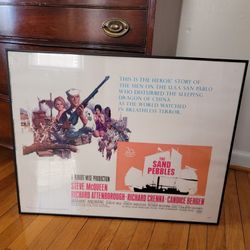 THIS IS THE HEROIC STORY OF
THE MEN ON THE U.S.S. SAN PABLO
WHO DISTURBED THE SLEEPING
DRAGON OF CHINA
AS THE WORLD WATCHED
IN BREATHLESS TERROR.
A ROBERT WISE PRODUCTION
STEVE McQUEEN
RICHARD ATTENBOROUGH RICHARD CRENNA CANDICE BERGEN
THE
SAND
PEBBLES